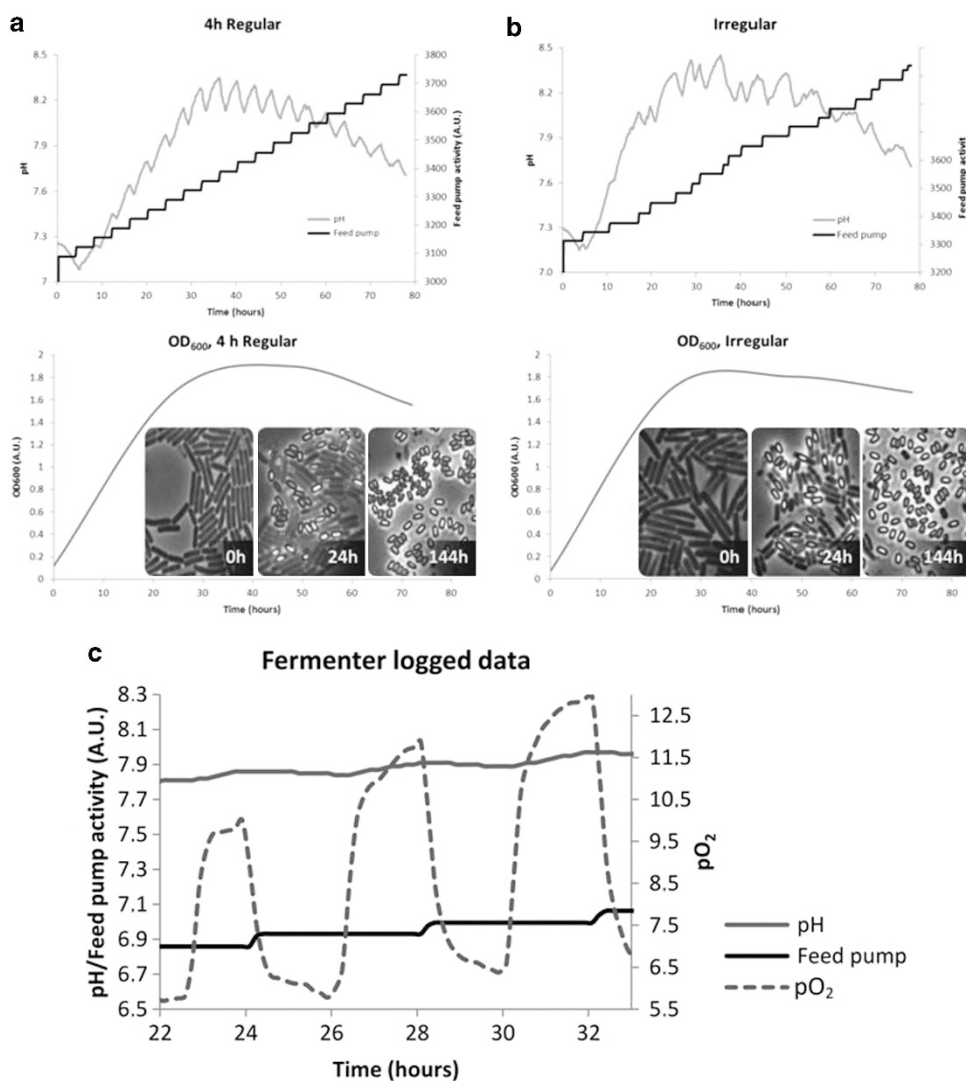 a
4h Regular
8.5
8.2
7.9
7.6
7.3
7
pH
3800
3700
3600
3500
3400
3300
3200
3100
3000
Feed pump activity (A.U.)
pH
Feed pump
0 10 20 30 40 50 60 70 80
Time (hours)
b
Irregular
8.5
8.2
7.9
7.6
7.3
7.0
pH
3600
3500
3400
3300
3200
Feed pump activit
pH
Feed pump
0 10 20 30 40 50 60 70 80
Time (hours)
OD600, 4 h Regular
2
1.8
1.6
1.4
1.2
1
0.8
0.6
0.4
0.2
0
OD600 (A.U.)
0h 24h 144h
0 10 20 30 40 50 60 70 80
Time (hours)
OD600, Irregular
2
1.8
1.6
1.4
1.2
1
0.8
0.6
0.4
0.2
0
OD600 (A.U.)
0h 24h 144h
0 10 20 30 40 50 60 70 80
Time (hours)
c
Fermenter logged data
8.3
8.1
7.9
7.7
7.5
7.3
7.1
6.9
6.7
6.5
pH/Feed pump activity (A.U.)
12.5
11.5
10.5
9.5
8.5
7.5
6.5
5.5
pO2
22 24 26 28 30 32
Time (hours)
pH
Feed pump
pO2